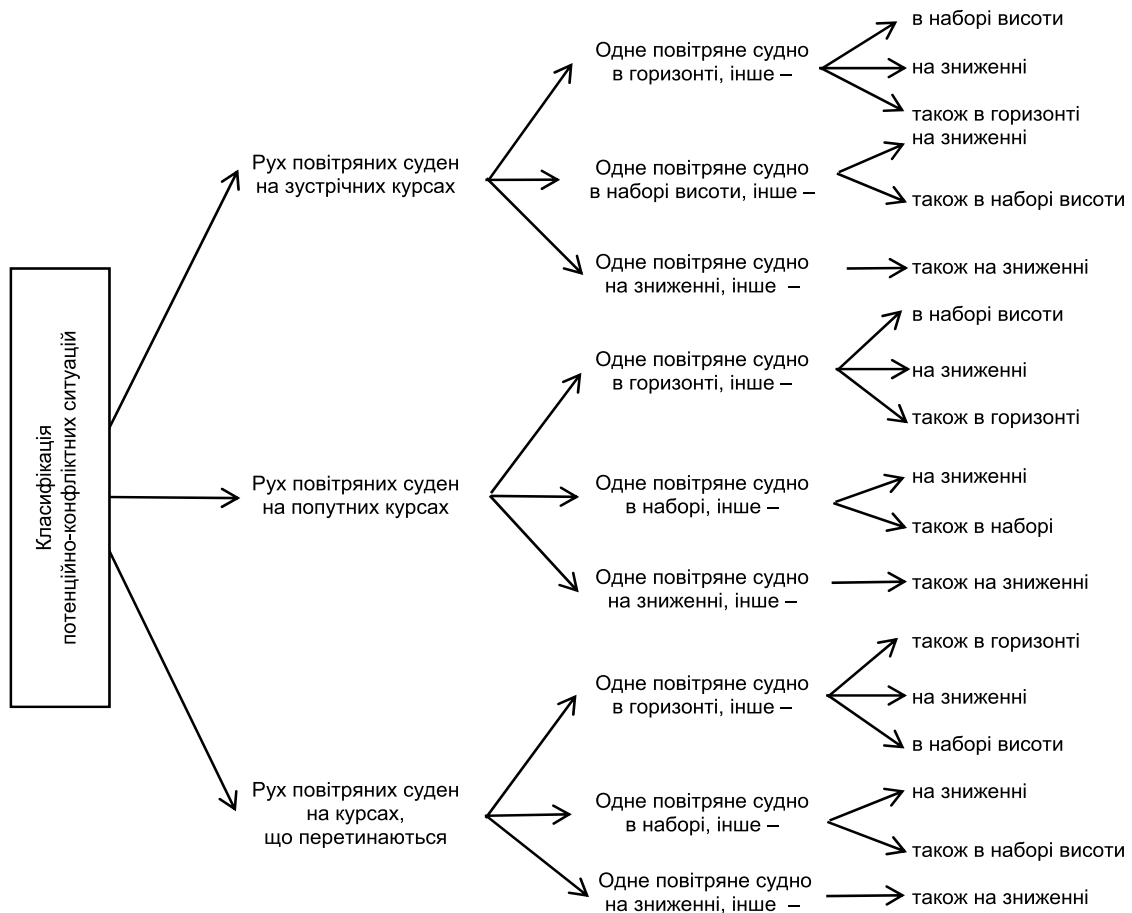 Класифікація
потенційно-конфліктних ситуацій
Рух повітряних суден
на зустрічних курсах
Одне повітряне судно
в горизонті, інше –
в наборі висоти
на зниженні
також в горизонті
Одне повітряне судно
в наборі висоти, інше –
на зниженні
також в наборі висоти
Одне повітряне судно
на зниженні, інше –
також на зниженні
Рух повітряних суден
на попутних курсах
Одне повітряне судно
в горизонті, інше –
в наборі висоти
на зниженні
також в горизонті
Одне повітряне судно
в наборі, інше –
на зниженні
також в наборі
Одне повітряне судно
на зниженні, інше –
також на зниженні
Рух повітряних суден
на курсах,
що перетинаються
Одне повітряне судно
в горизонті, інше –
також в горизонті
на зниженні
в наборі висоти
Одне повітряне судно
в наборі, інше –
на зниженні
також в наборі висоти
Одне повітряне судно
на зниженні, інше –
також на зниженні